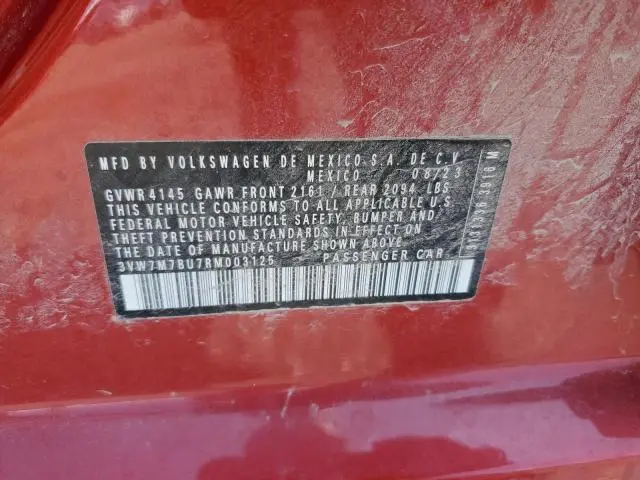 MFD BY VOLKSWAGEN DE MEXICO S.A. DE C.V
MEXICO 08/23
GVWR 4145 GAWR FRONT 2161 / REAR 2094 LBS
THIS VEHICLE CONFORMS TO ALL APPLICABLE U.S
FEDERAL MOTOR VEHICLE SAFETY, BUMPER AND/
THEFT PREVENTION STANDARDS IN EFFECT ON
THE DATE OF MANUFACTURE SHOWN ABOVE.
3VW7M7BU7RM003125 PASSENGER CAR
3916 M